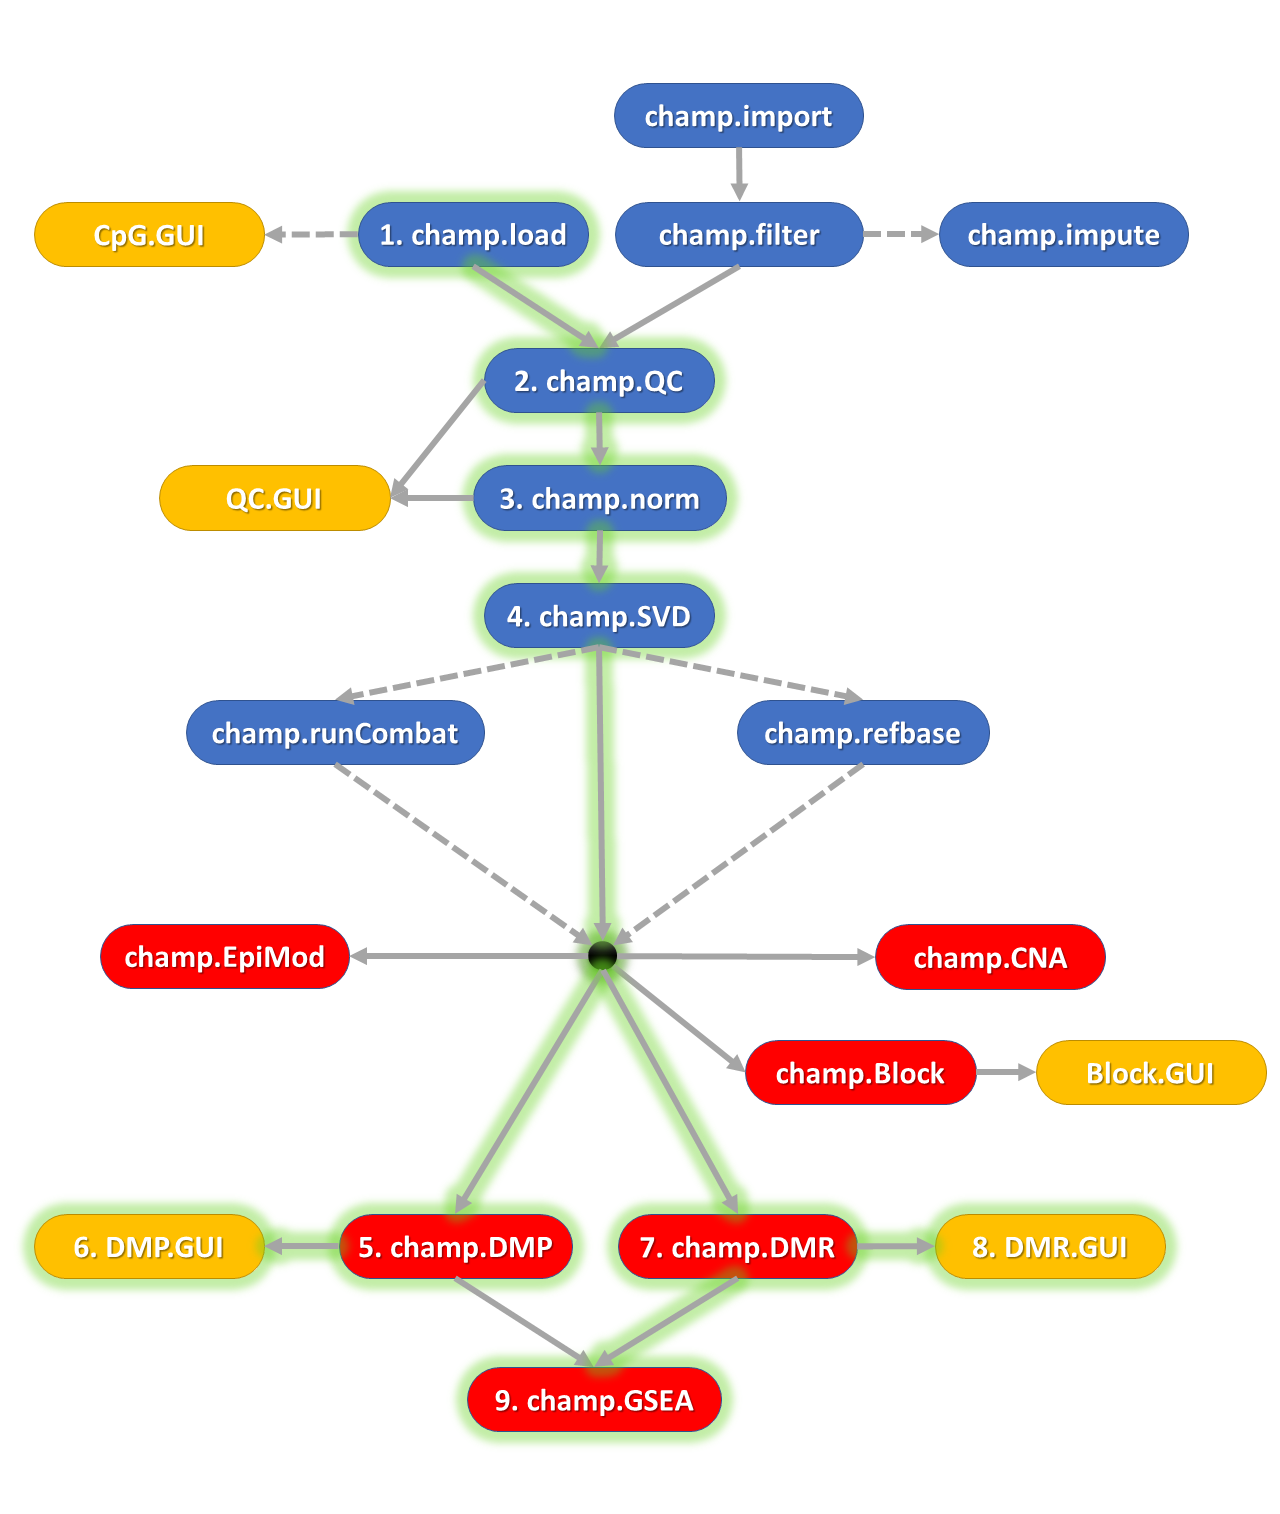 champ.import
CpG.GUI
1. champ.load
champ.filter
champ.impute
2. champ.QC
QC.GUI
3. champ.norm
4. champ.SVD
champ.runCombat
champ.refbase
champ.EpiMod
champ.CNA
champ.Block
Block.GUI
6. DMP.GUI
5. champ.DMP
7. champ.DMR
8. DMR.GUI
9. champ.GSEA